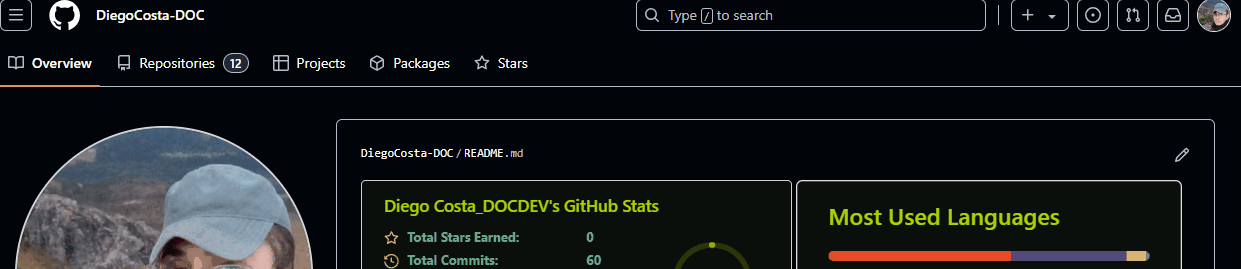 DiegoCosta-DOC Type / to search
Overview Repositories 12 Projects Packages Stars
DiegoCosta-DOC / README.md
Diego Costa_DOCDEV's GitHub Stats
Total Stars Earned: 0
Total Commits: 60
Most Used Languages